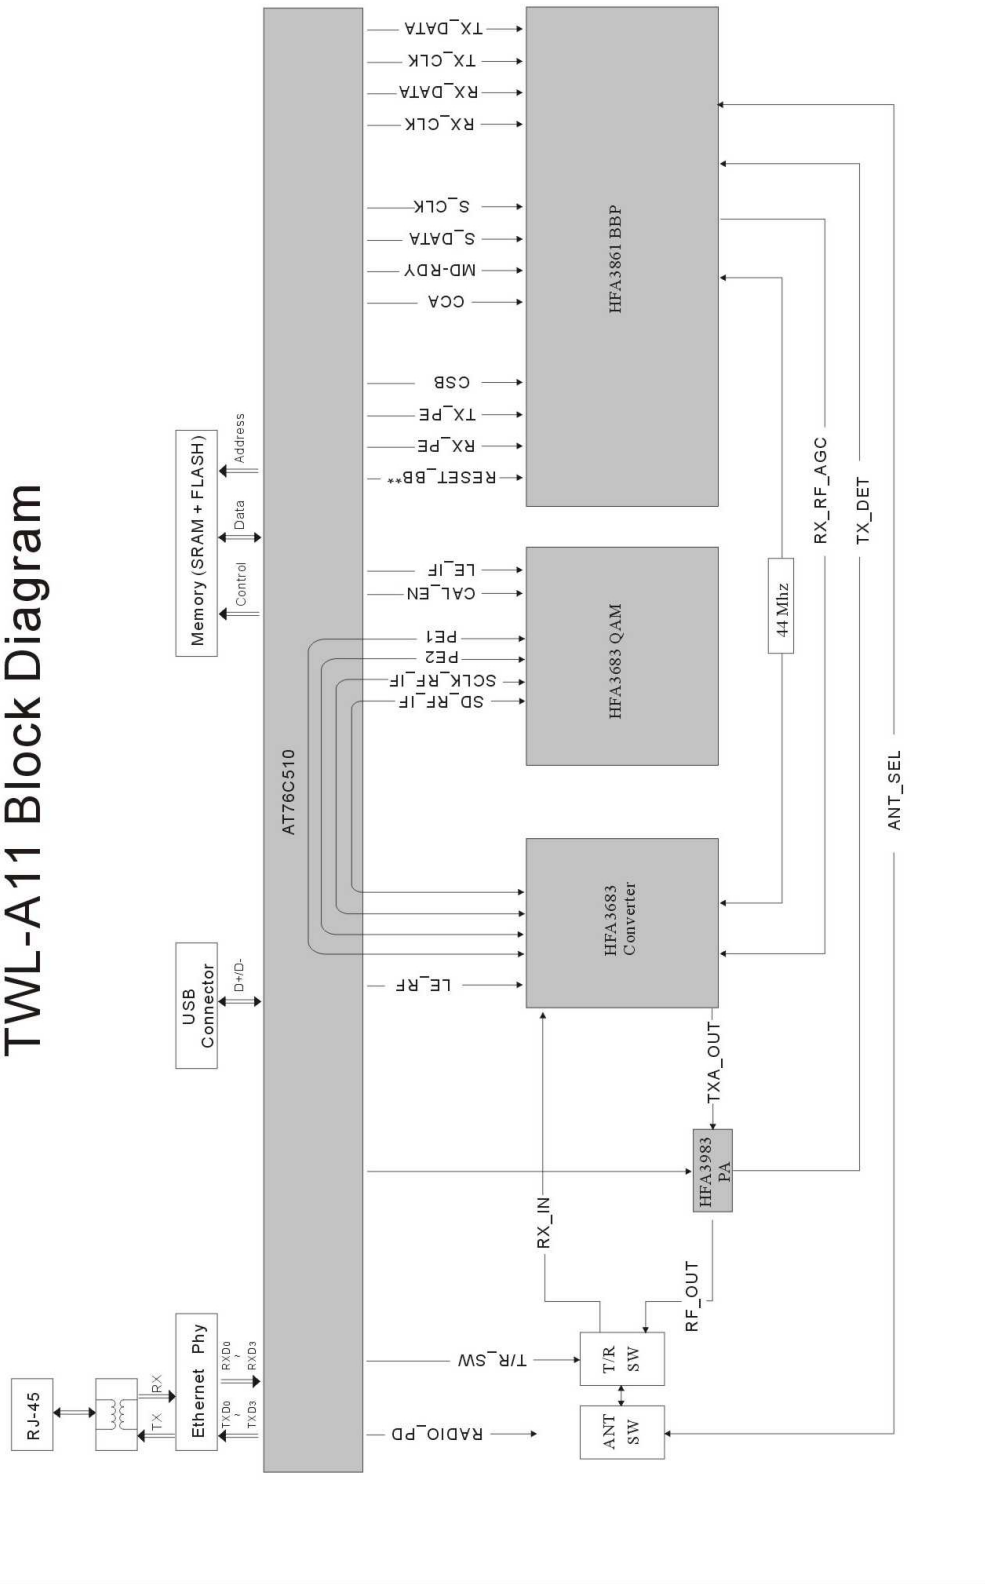 TWL-A11 Block Diagram
RJ-45
TX
RX
Ethernet Phy
TXD0
~
TXD3
RXD0
~
RXD3
USB
Connector
D+/D-
Memory (SRAM + FLASH)
Control
Data
Address
AT76C510
RADIO_PD
T/R_SW
LE_RF
SD_RF_IF
SCLK_RF_IF
PE2
PE1
CAL_EN
LE_IF
RESET_BB**
RX_PE
TX_PE
CSB
CCA
MD-RDY
S_DATA
S_CLK
RX_CLK
RX_DATA
TX_CLK
TX_DATA
ANT
SW
T/R
SW
RX_IN
RF_OUT
HFA3983
PA
TXA_OUT
HFA3683
Converter
HFA3683 QAM
HFA3861 BBP
44 Mhz
RX_RF_AGC
TX_DET
ANT_SEL